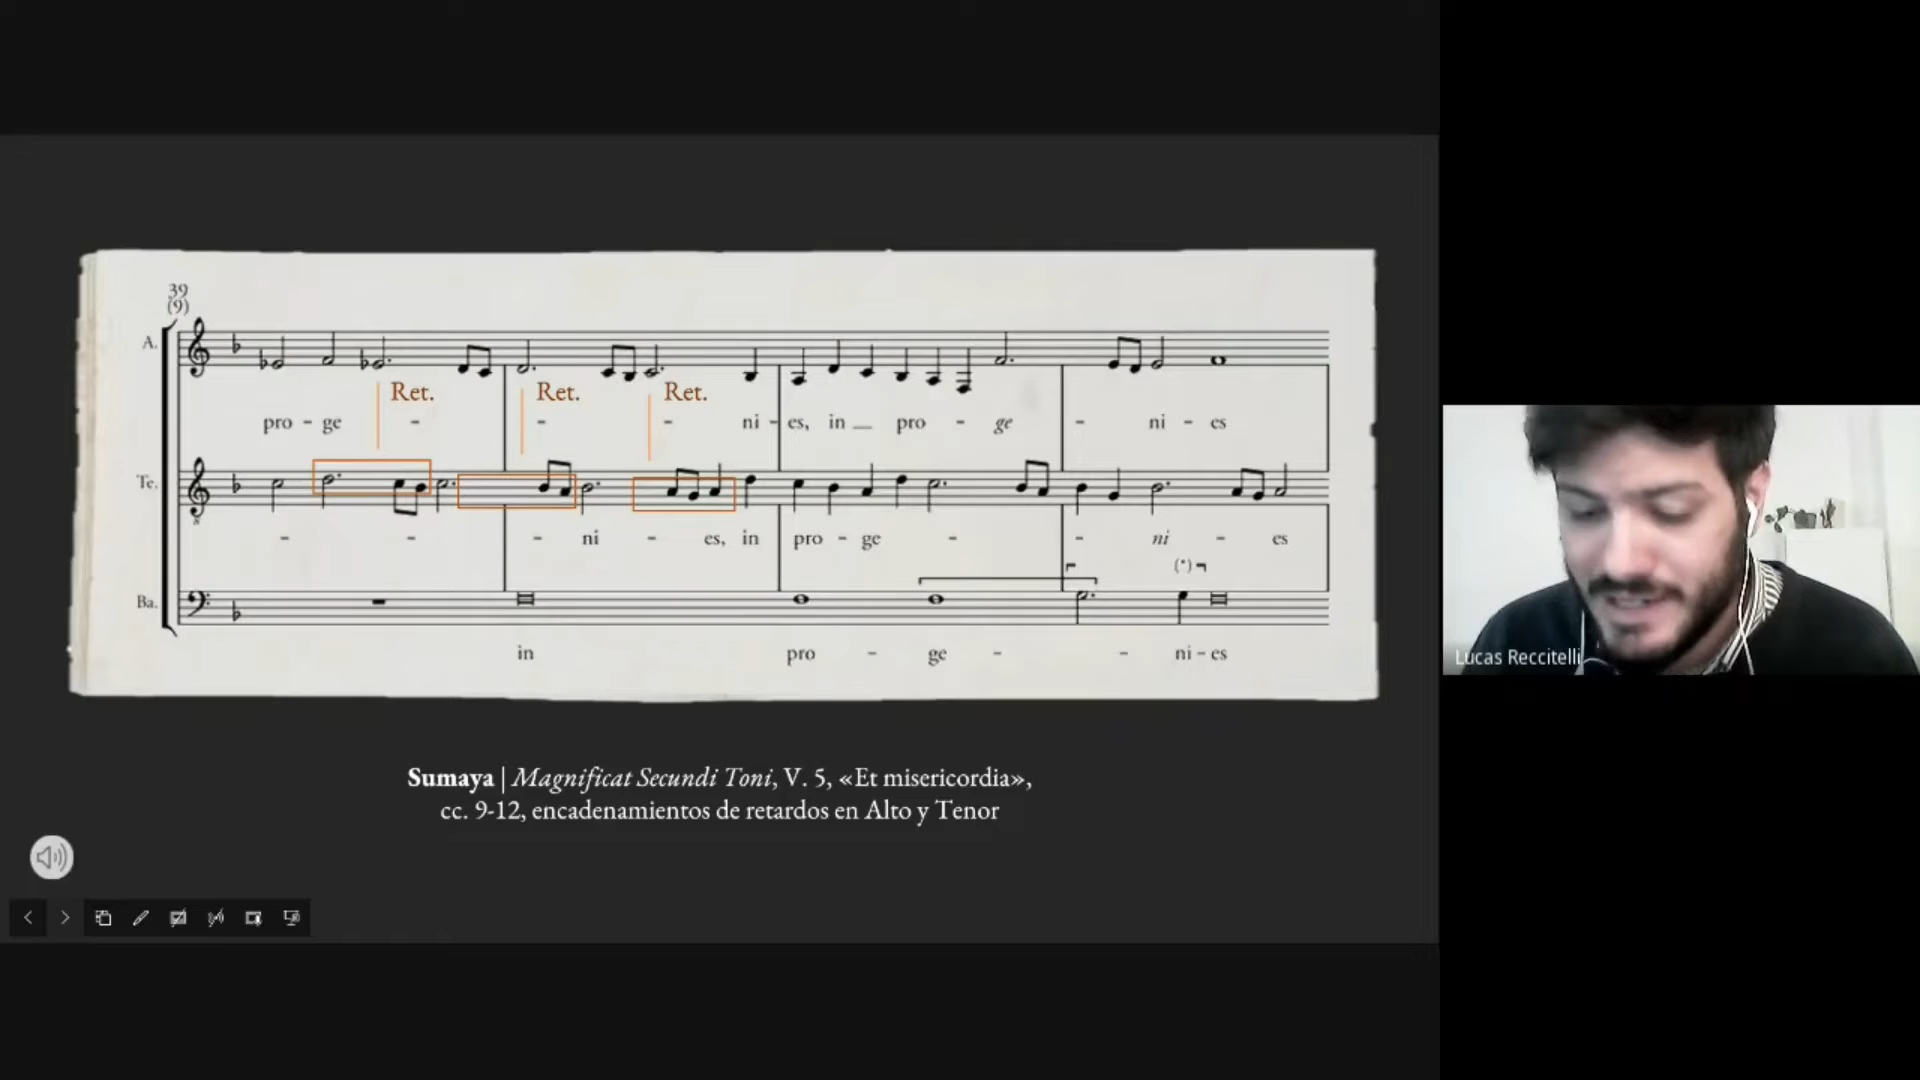 39
(9)
A.
Ret. Ret. Ret.
pro - ge - - - ni - es, in pro - ge - ni - es
Te.
- - - ni - es, in pro - ge - - ni - es
(*)
Ba.
in pro - ge - - ni - es
Sumaya | Magnificat Secundi Toni, V. 5, «Et misericordia»,
cc. 9-12, encadenamientos de retardos en Alto y Tenor
Lucas Reccitelli